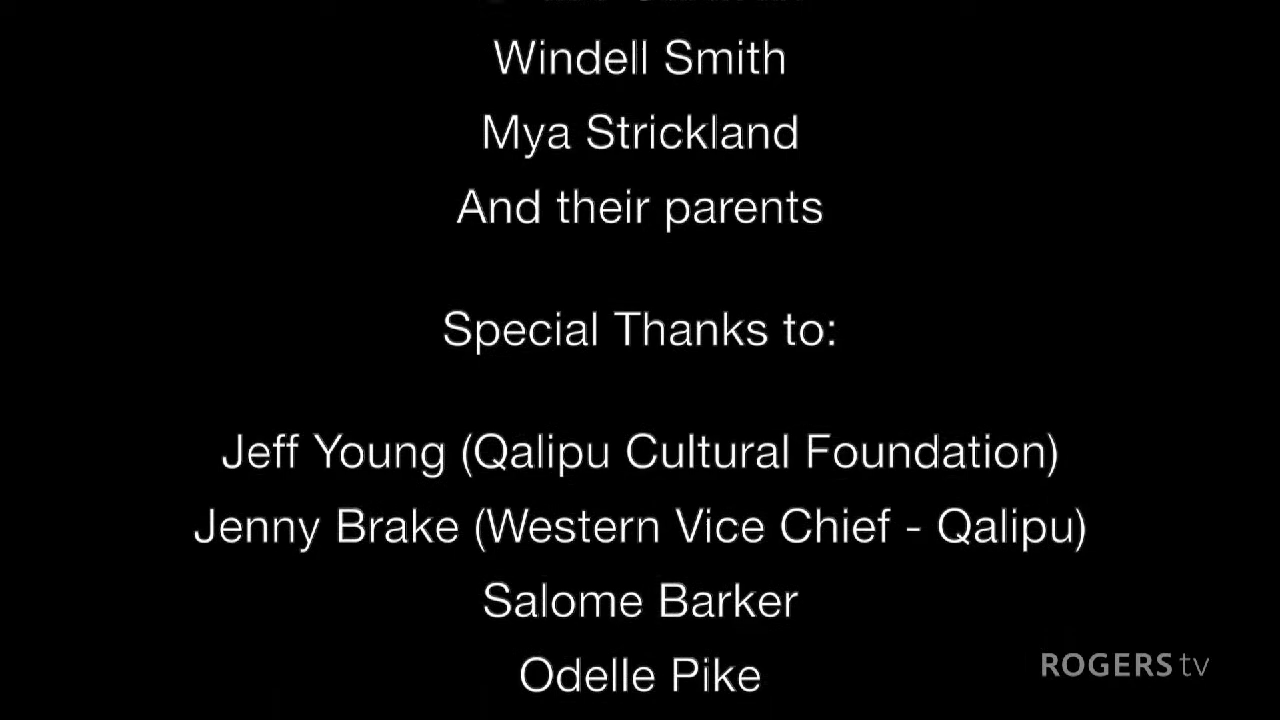 Windell Smith
Mya Strickland
And their parents
Special Thanks to:
Jeff Young (Qalipu Cultural Foundation)
Jenny Brake (Western Vice Chief - Qalipu)
Salome Barker
Odelle Pike
ROGERS tv